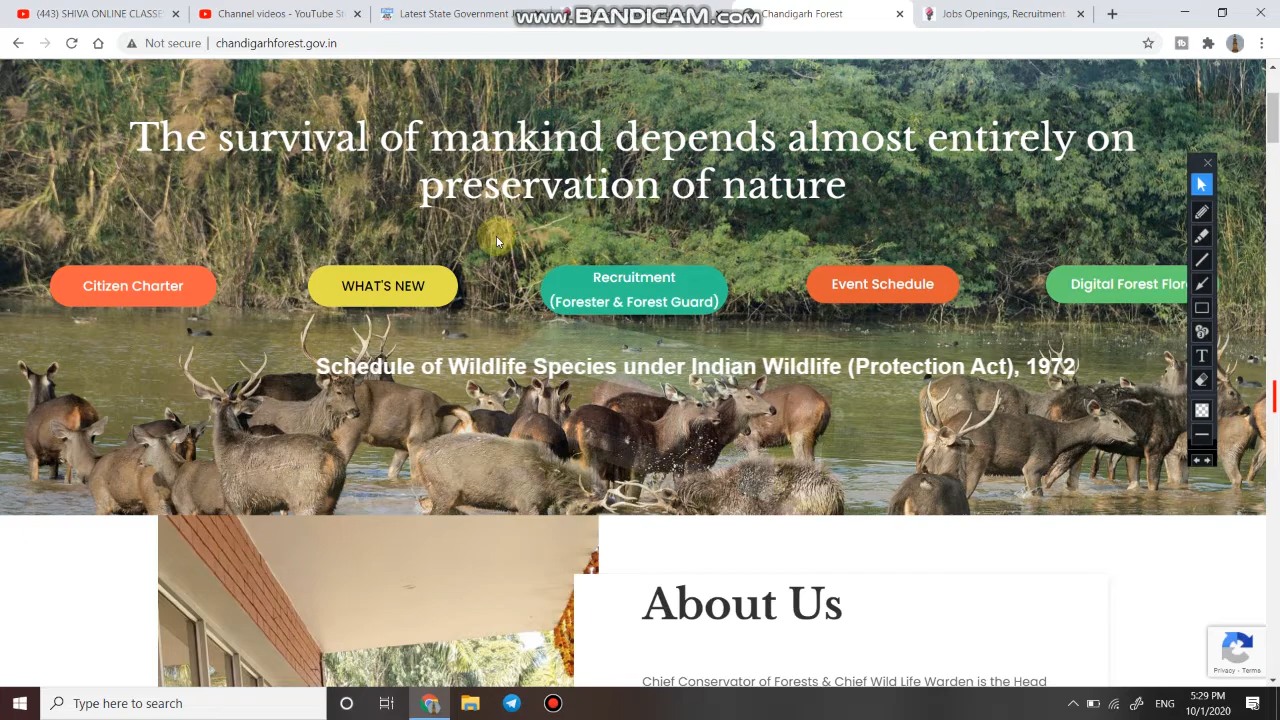 (443) SHIVA ONLINE CLASSE
Channel videos - YouTube St
Latest State Government
www.BANDICAM.com
Chandigarh Forest
Jobs Openings, Recruitment
Not secure
chandigarhforest.gov.in
The survival of mankind depends almost entirely on
preservation of nature
Citizen Charter
WHAT'S NEW
Recruitment
(Forester & Forest Guard)
Event Schedule
Digital Forest Flor
Schedule of Wildlife Species under Indian Wildlife (Protection Act), 1972
About Us
Chief Conservator of Forest & Chief Wild Life Warden is the Head
Privacy - Terms
Type here to search
ENG
5:29 PM
10/1/2020